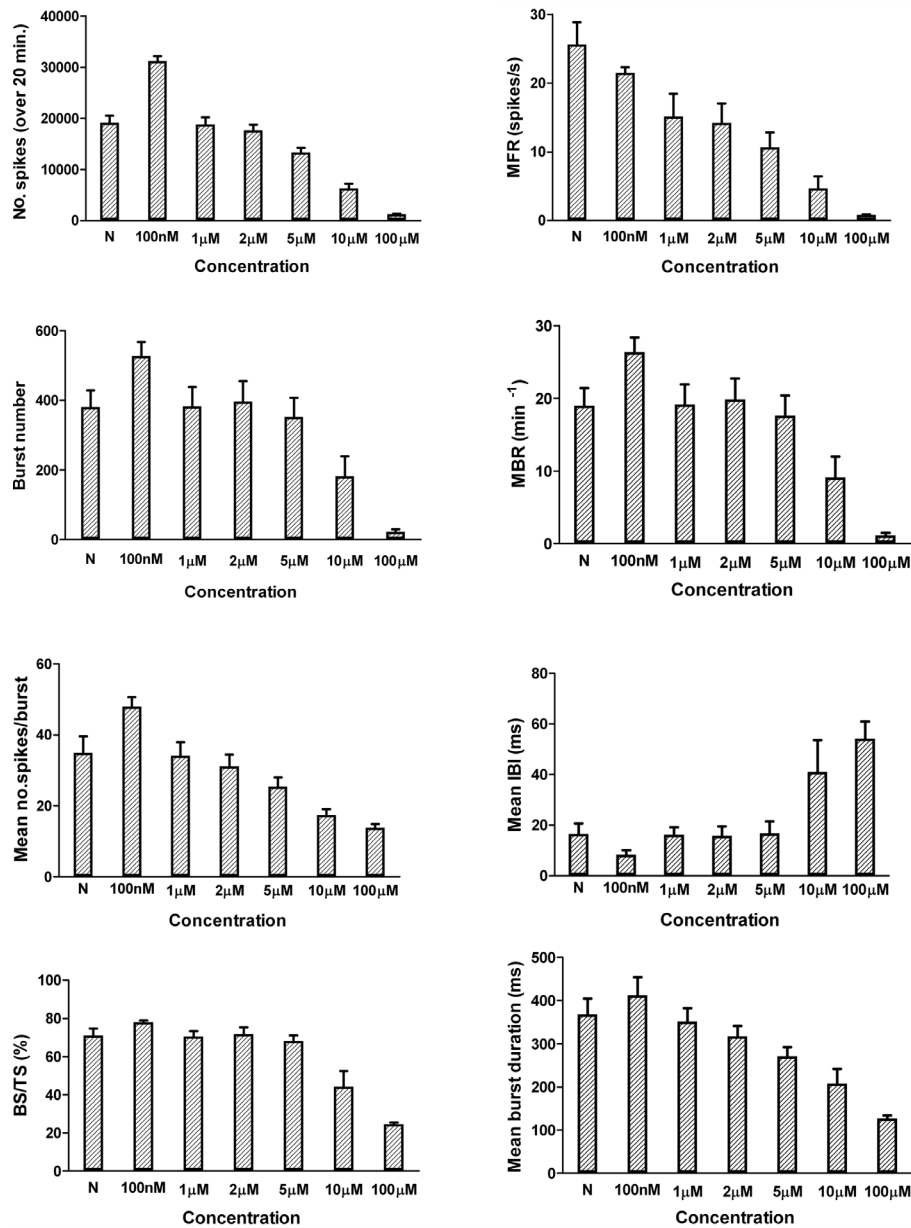 No. spikes (over 20 min.)
40000
30000
20000
10000
0
N 100nM 1μM 2μM 5μM 10μM 100μM
Concentration
MFR (spikes/s)
30
20
10
0
N 100nM 1μM 2μM 5μM 10μM 100μM
Concentration
Burst number
600
400
200
0
N 100nM 1μM 2μM 5μM 10μM 100μM
Concentration
MBR (min ⁻¹)
30
20
10
0
N 100nM 1μM 2μM 5μM 10μM 100μM
Concentration
Mean no.spikes/burst
60
40
20
0
N 100nM 1μM 2μM 5μM 10μM 100μM
Concentration
Mean IBI (ms)
80
60
40
20
0
N 100nM 1μM 2μM 5μM 10μM 100μM
Concentration
BS/TS (%)
100
80
60
40
20
0
N 100nM 1μM 2μM 5μM 10μM 100μM
Concentration
Mean burst duration (ms)
500
400
300
200
100
0
N 100nM 1μM 2μM 5μM 10μM 100μM
Concentration